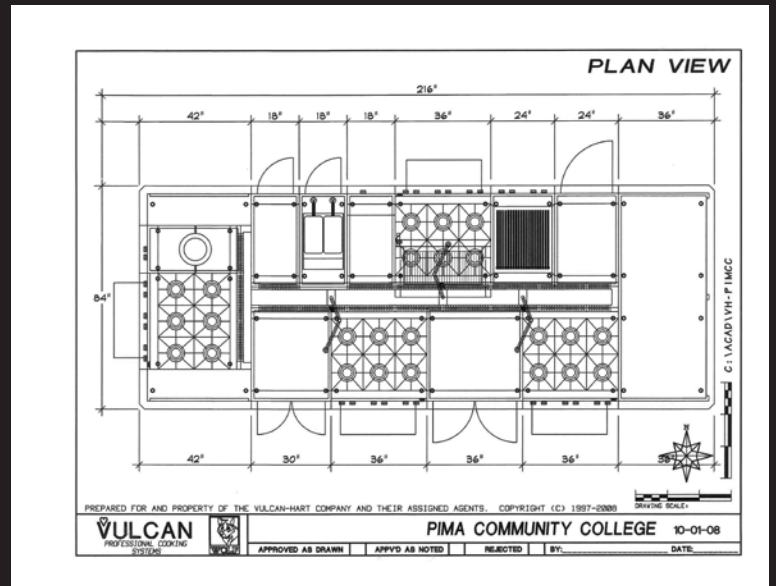 PLAN VIEW
216"
42" 18" 18" 18" 36" 24" 24" 36"
84"
C:\ACAD\VH-PIMCC
N
42" 30" 36" 36" 36" 36"
PREPARED FOR AND PROPERTY OF THE VULCAN-HART COMPANY AND THEIR ASSIGNED AGENTS. COPYRIGHT (C) 1997-2008
DRAWING SCALE:
VULCAN
PROFESSIONAL COOKING
SYSTEMS
WOLF
PIMA COMMUNITY COLLEGE 10-01-08
APPROVED AS DRAWN APPV'D AS NOTED REJECTED BY: DATE: